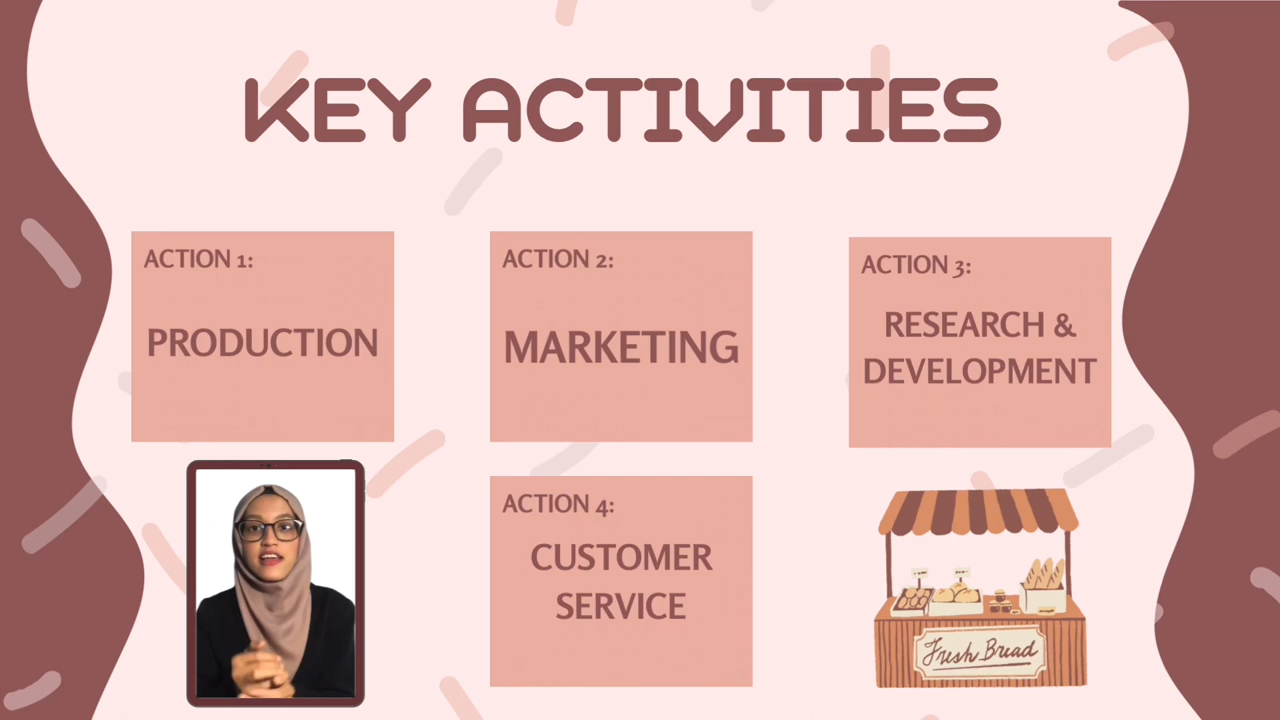 KEY ACTIVITIES
ACTION 1:
PRODUCTION
ACTION 2:
MARKETING
ACTION 3:
RESEARCH &
DEVELOPMENT
ACTION 4:
CUSTOMER
SERVICE
Fresh Bread